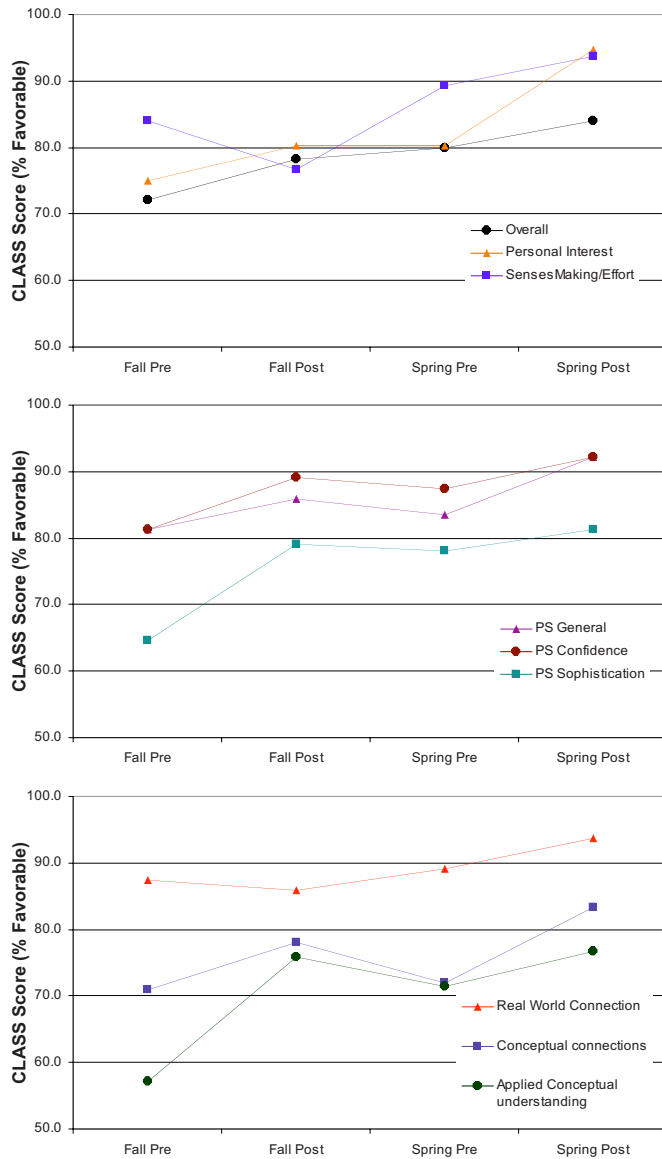 100.0
90.0
80.0
70.0
60.0
50.0
CLASS Score (% Favorable)
Overall
Personal Interest
SensesMaking/Effort
Fall Pre Fall Post Spring Pre Spring Post
100.0
90.0
80.0
70.0
60.0
50.0
CLASS Score (% Favorable)
PS General
PS Confidence
PS Sophistication
Fall Pre Fall Post Spring Pre Spring Post
100.0
90.0
80.0
70.0
60.0
50.0
CLASS Score (% Favorable)
Real World Connection
Conceptual connections
Applied Conceptual
understanding
Fall Pre Fall Post Spring Pre Spring Post